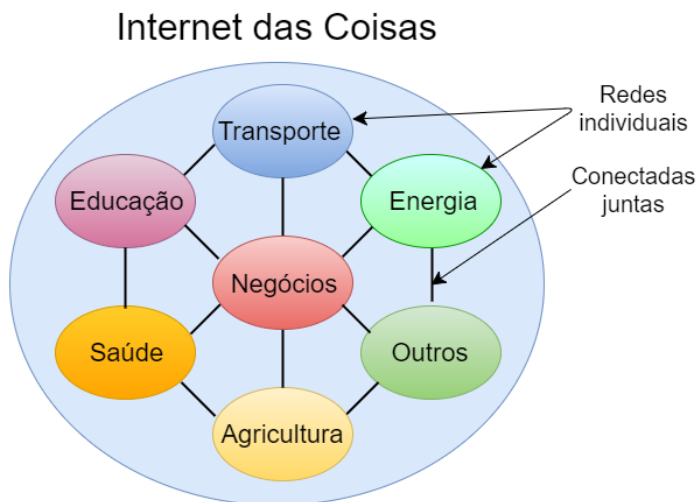 Internet das Coisas
Transporte
Redes
individuais
Educação
Energia
Conectadas
juntas
Negócios
Saúde
Outros
Agricultura